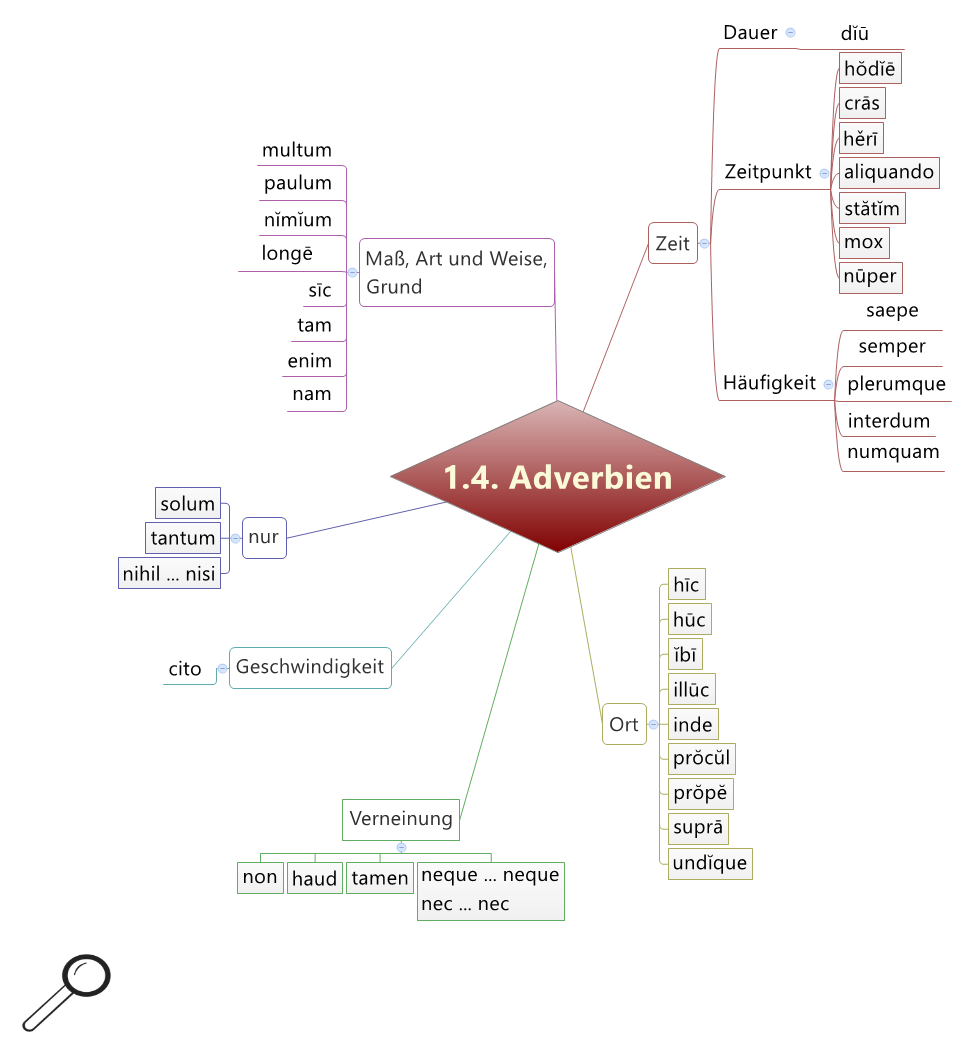 1.4. Adverbien
Zeit
Dauer
dĭū
Zeitpunkt
hŏdĭē
crās
hĕrī
aliquando
stătĭm
mox
nūper
Häufigkeit
saepe
semper
plerumque
interdum
numquam
Ort
hīc
hūc
ĭbī
illūc
inde
prŏcŭl
prŏpĕ
suprā
undĭque
Verneinung
non
haud
tamen
neque ... neque
nec ... nec
Geschwindigkeit
cito
nur
solum
tantum
nihil ... nisi
Maß, Art und Weise,
Grund
multum
paulum
nĭmĭum
longē
sīc
tam
enim
nam